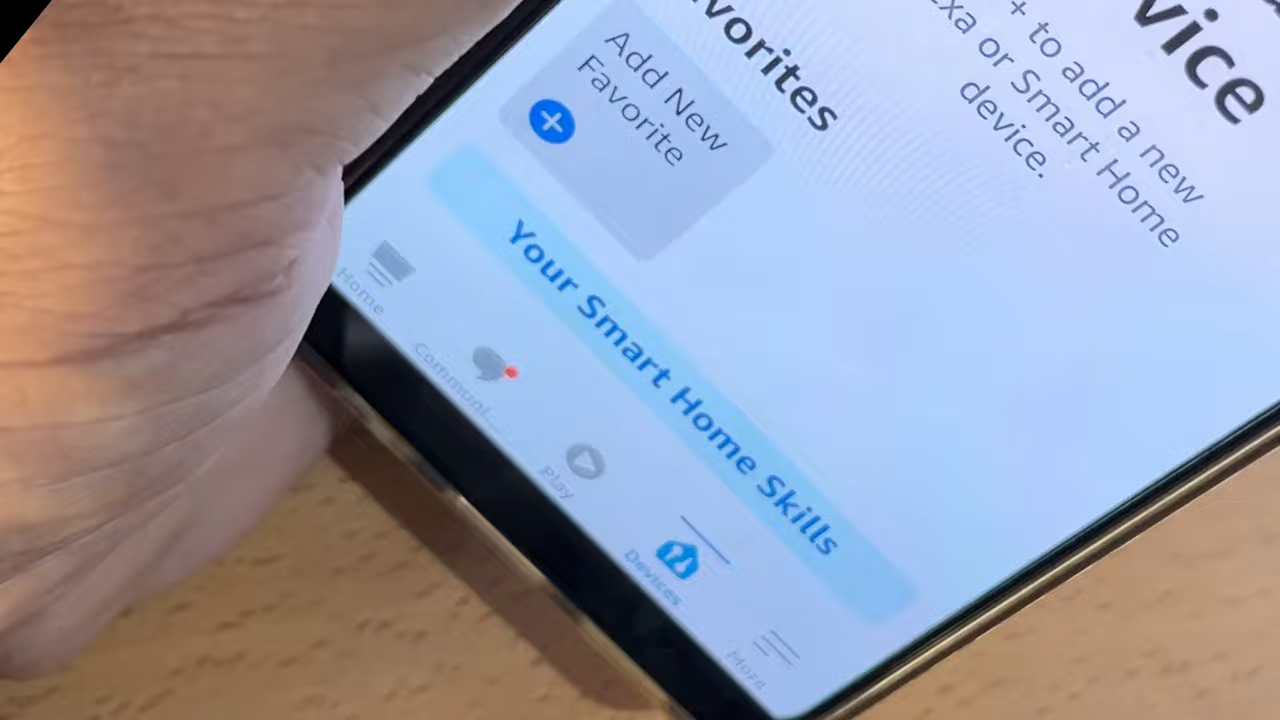 vice
+ to add a new
xa or Smart Home
device.
vorites
Add New
Favorite
Your Smart Home Skills
Home
Communi...
Play
Devices
More